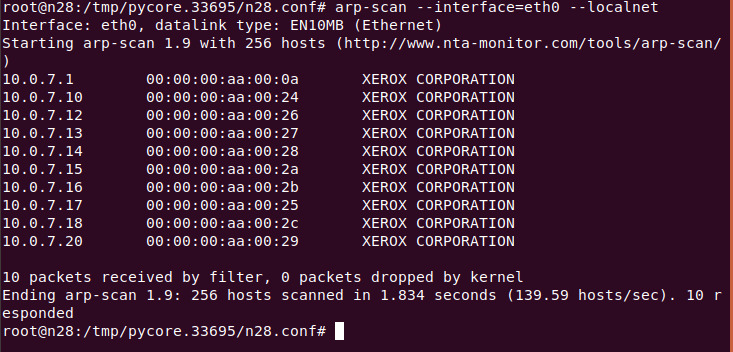 root@n28:/tmp/pycore.33695/n28.conf# arp-scan --interface=eth0 --localnet
Interface: eth0, datalink type: EN10MB (Ethernet)
Starting arp-scan 1.9 with 256 hosts (http://www.nta-monitor.com/tools/arp-scan/
)
10.0.7.1 00:00:00:aa:00:0a XEROX CORPORATION
10.0.7.10 00:00:00:aa:00:24 XEROX CORPORATION
10.0.7.12 00:00:00:aa:00:26 XEROX CORPORATION
10.0.7.13 00:00:00:aa:00:27 XEROX CORPORATION
10.0.7.14 00:00:00:aa:00:28 XEROX CORPORATION
10.0.7.15 00:00:00:aa:00:2a XEROX CORPORATION
10.0.7.16 00:00:00:aa:00:2b XEROX CORPORATION
10.0.7.17 00:00:00:aa:00:25 XEROX CORPORATION
10.0.7.18 00:00:00:aa:00:2c XEROX CORPORATION
10.0.7.20 00:00:00:aa:00:29 XEROX CORPORATION
10 packets received by filter, 0 packets dropped by kernel
Ending arp-scan 1.9: 256 hosts scanned in 1.834 seconds (139.59 hosts/sec). 10 r
esponded
root@n28:/tmp/pycore.33695/n28.conf#